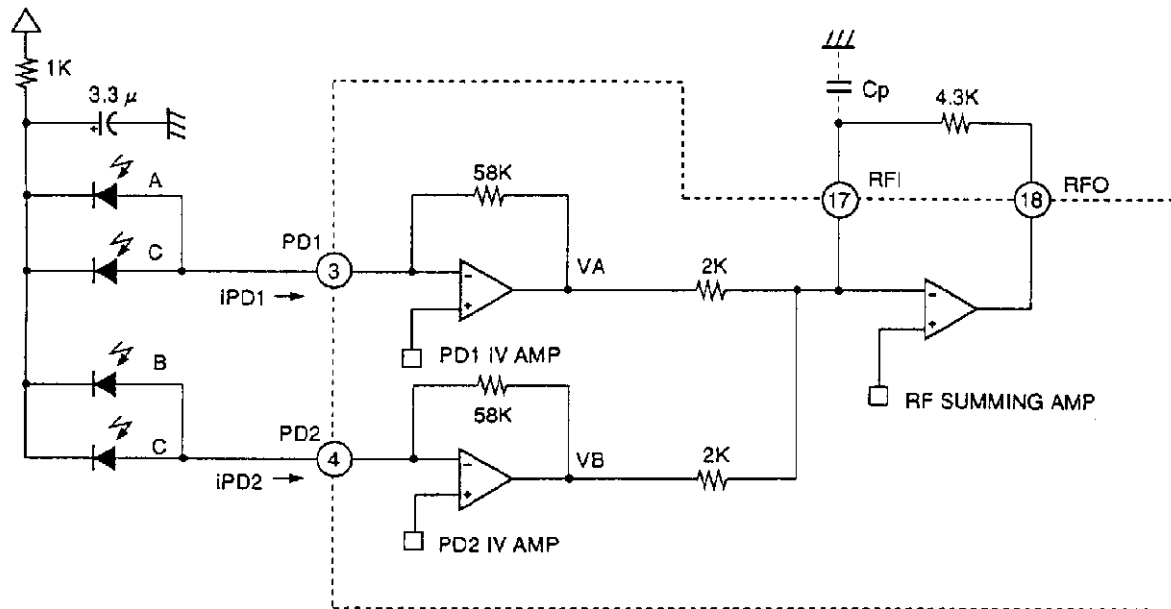 1K
3.3 μ
Cp
4.3K
A
58K
17
RFI
18
RFO
C
PD1
3
iPD1 →
VA
2K
- +
- +
PD1 IV AMP
B
58K
RF SUMMING AMP
C
PD2
4
iPD2 →
VB
2K
- +
PD2 IV AMP
+